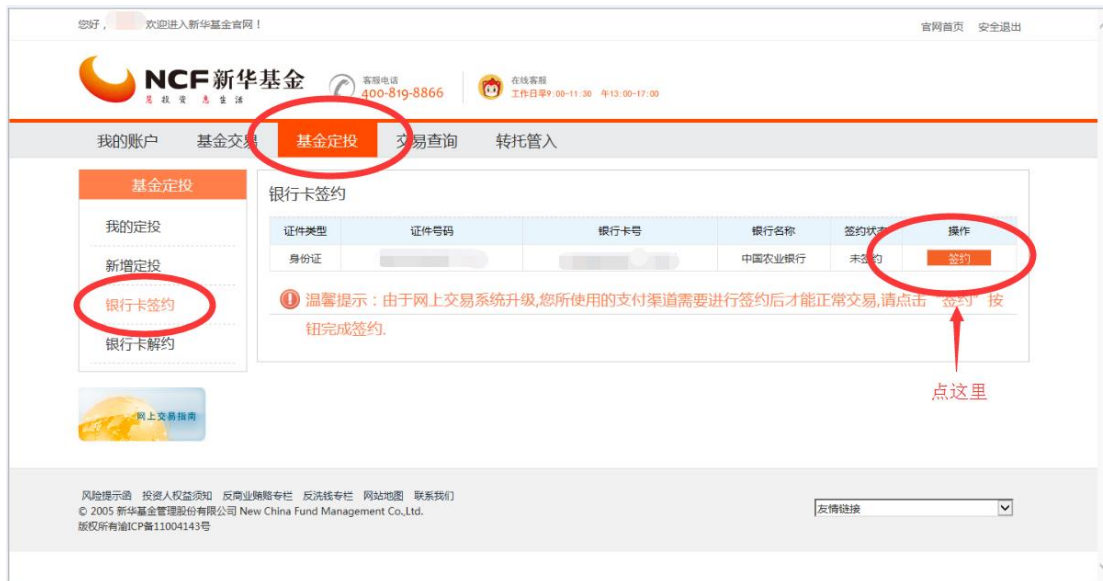 您好， 欢迎进入新华基金官网！
官网首页 安全退出
NCF新华基金
慧投资 惠生活
客服电话
400-819-8866
在线客服
工作日早9:00-11:30 午13:00-17:00
我的账户 基金交易 基金定投 交易查询 转托管入
基金定投
我的定投
新增定投
银行卡签约
银行卡解约
银行卡签约
证件类型 证件号码 银行卡号 银行名称 签约状态 操作
身份证 中国农业银行 未签约 签约
温馨提示：由于网上交易系统升级,您所使用的支付渠道需要进行签约后才能正常交易,请点击“签约”按
钮完成签约.
点这里
网上交易指南
风险提示函 投资人权益须知 反商业贿赂专栏 反洗钱专栏 网站地图 联系我们
© 2005 新华基金管理股份有限公司 New China Fund Management Co.,Ltd.
版权所有渝ICP备11004143号
友情链接